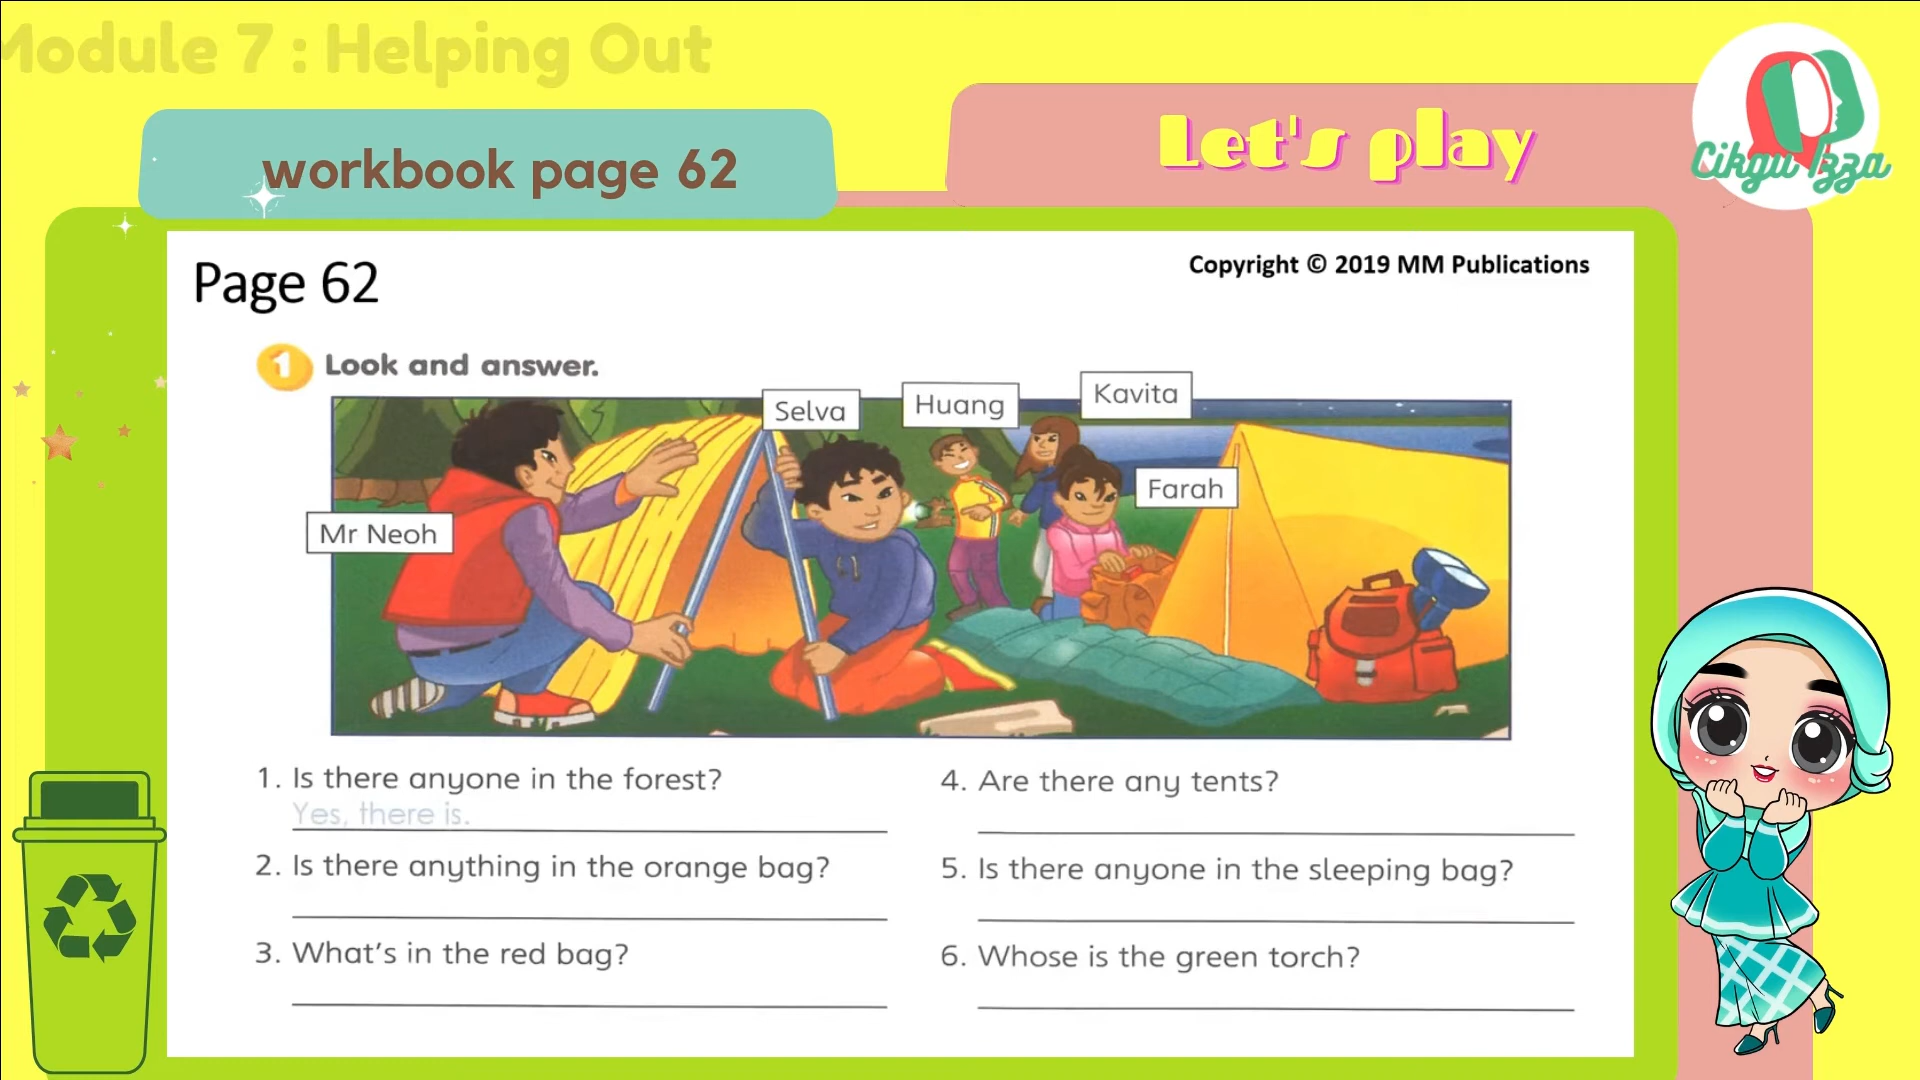 Module 7 : Helping Out
workbook page 62
Let's play
Cikgu Izza
Page 62
Copyright © 2019 MM Publications
1 Look and answer.
Selva
Huang
Kavita
Farah
Mr Neoh
1. Is there anyone in the forest?
Yes, there is.
2. Is there anything in the orange bag?
3. What's in the red bag?
4. Are there any tents?
5. Is there anyone in the sleeping bag?
6. Whose is the green torch?